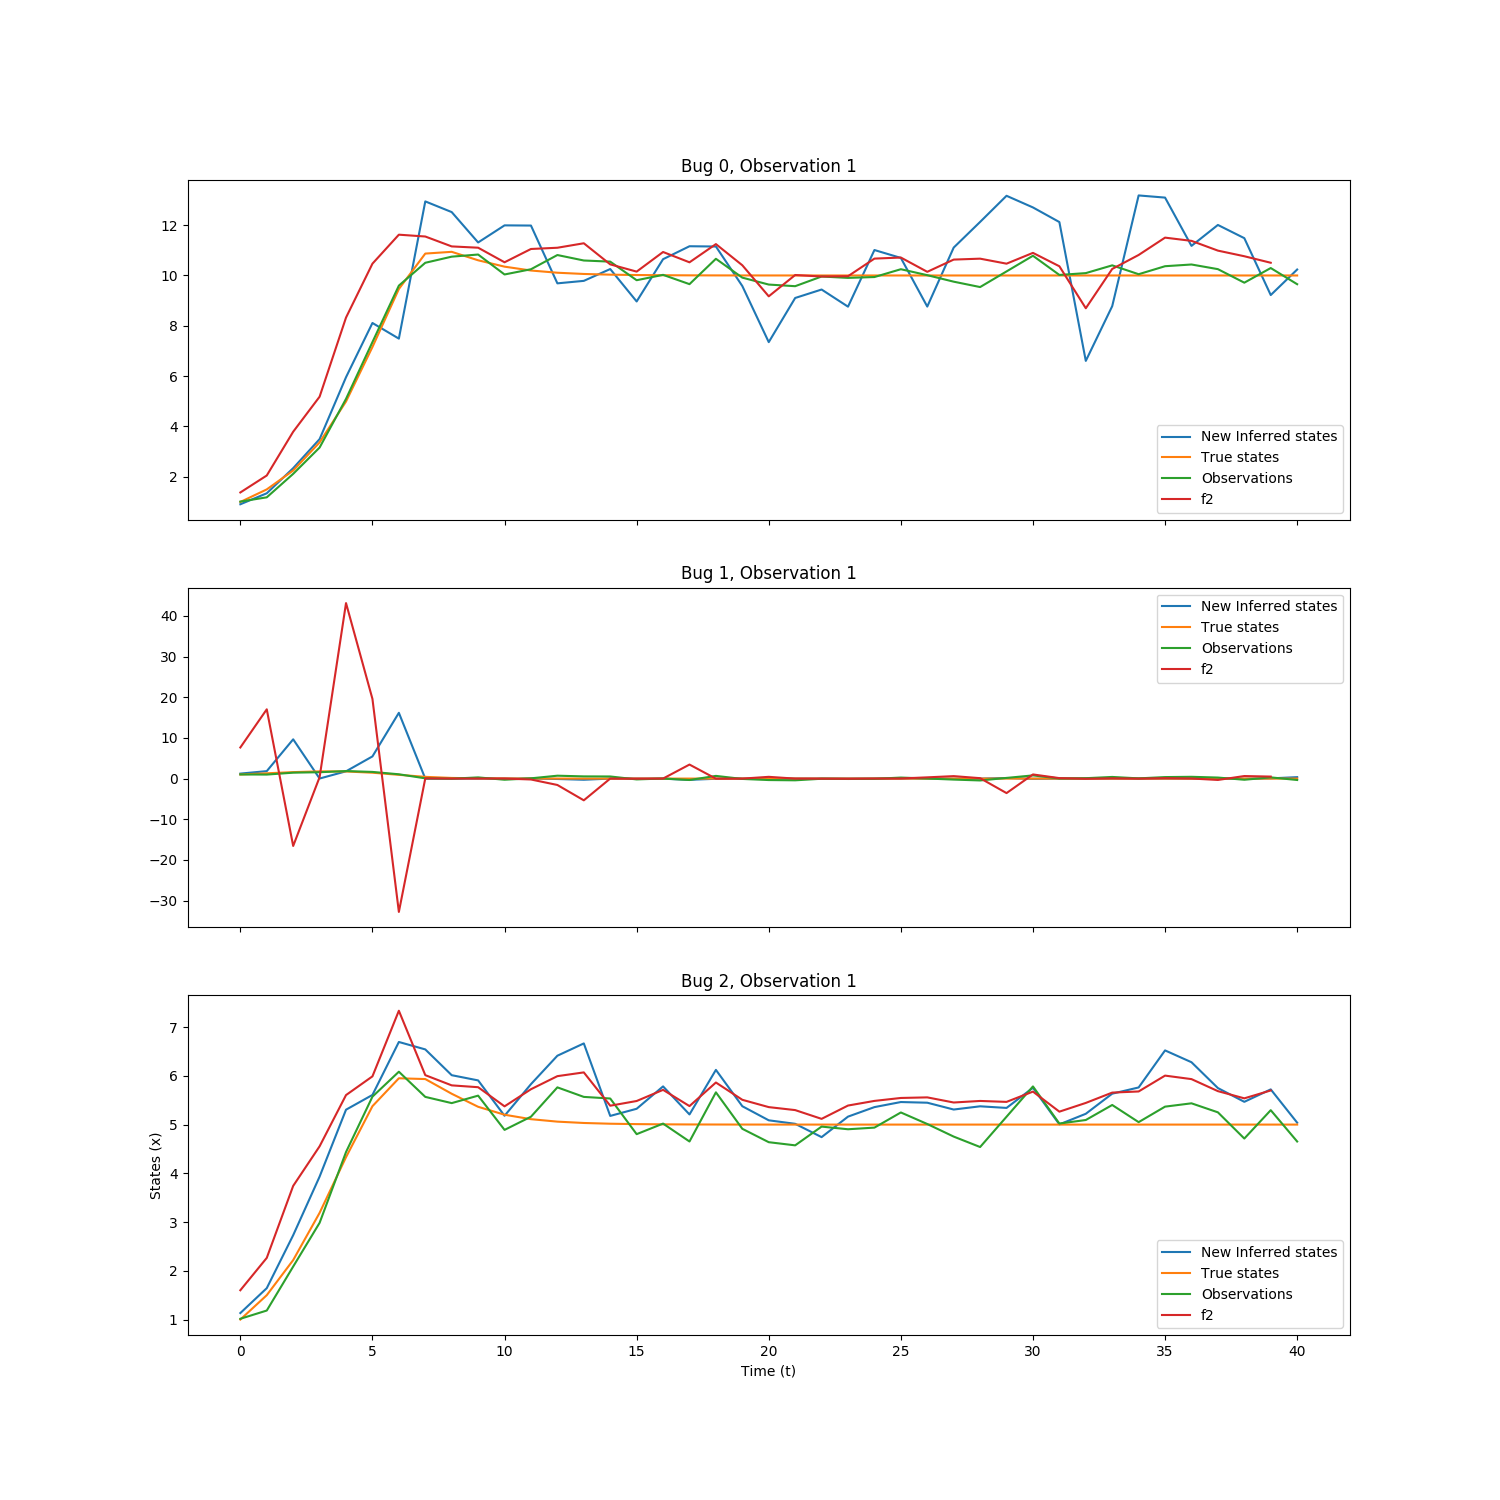 Bug 0, Observation 1
12
10
8
6
4
2
New Inferred states
True states
Observations
f2
Bug 1, Observation 1
40
30
20
10
0
−10
−20
−30
New Inferred states
True states
Observations
f2
Bug 2, Observation 1
7
6
5
4
3
2
1
States (x)
New Inferred states
True states
Observations
f2
0 5 10 15 20 25 30 35 40
Time (t)